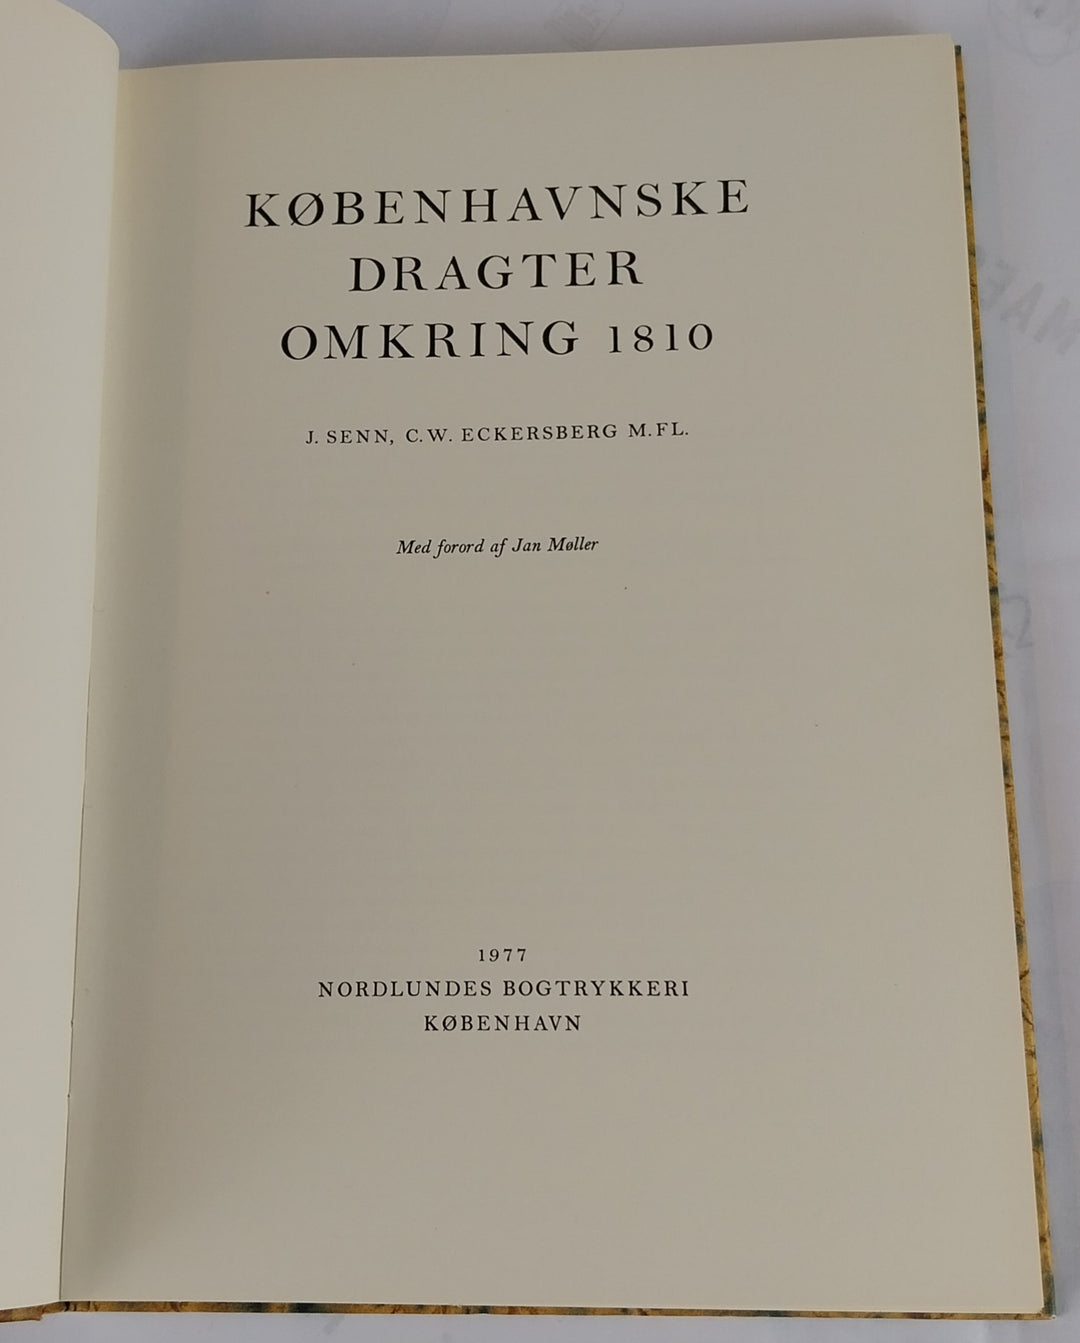 KØBENHAVNSKE
DRAGTER
OMKRING 1810
J. SENN, C.W. ECKERSBERG M.FL.
Med forord af Jan Møller
1977
NORDLUNDES BOGTRYKKERI
KØBENHAVN